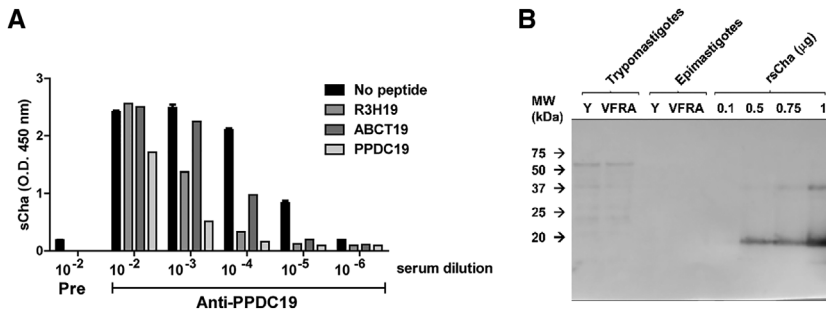 A
sCha (O.D. 450 nm)
3
2
1
0
No peptide
R3H19
ABCT19
PPDC19
10-2 10-2 10-3 10-4 10-5 10-6 serum dilution
Pre
Anti-PPDC19
B
Trypomastigotes Epimastigotes rsCha (µg)
MW (kDa)
Y VFRA Y VFRA 0.1 0.5 0.75 1
75
50
37
25
20